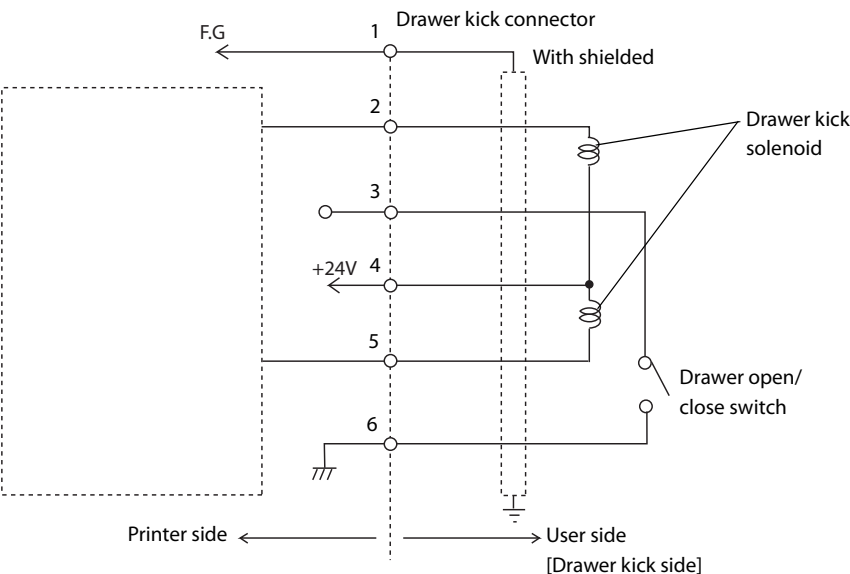 Drawer kick connector
F.G
1
With shielded
2
Drawer kick
solenoid
3
+24V
4
5
Drawer open/
close switch
6
Printer side
User side
[Drawer kick side]